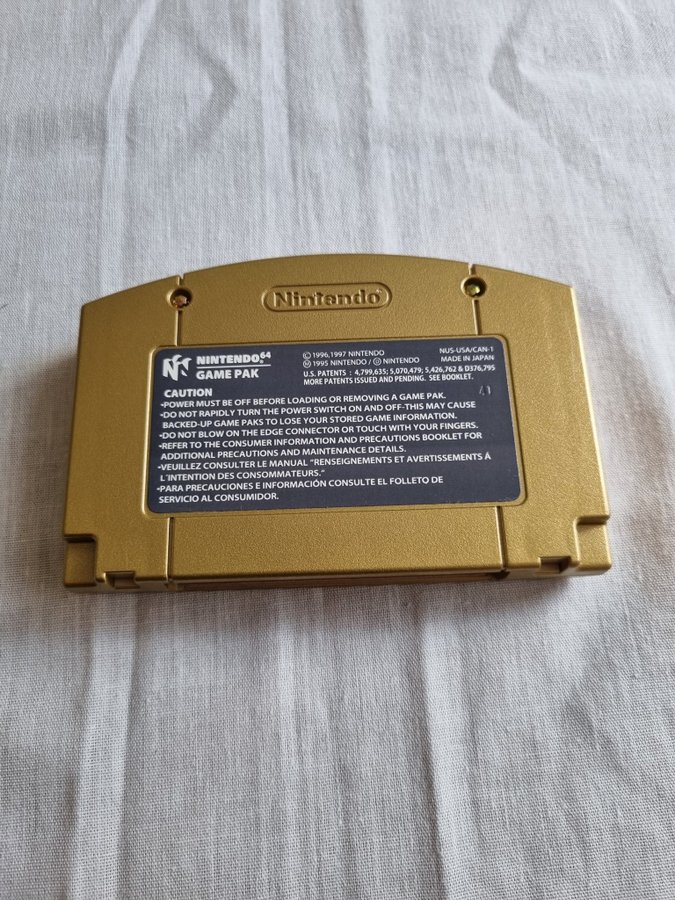 Nintendo®
NINTENDO⁶⁴
GAME PAK
© 1996,1997 NINTENDO
Ⓜ 1995 NINTENDO / Ⓙ NINTENDO
NUS-USA/CAN-1
MADE IN JAPAN
U.S. PATENTS : 4,799,635; 5,070,479; 5,426,762 & D376,795
MORE PATENTS ISSUED AND PENDING. SEE BOOKLET.
CAUTION
•POWER MUST BE OFF BEFORE LOADING OR REMOVING A GAME PAK.
•DO NOT RAPIDLY TURN THE POWER SWITCH ON AND OFF-THIS MAY CAUSE
BACKED-UP GAME PAKS TO LOSE YOUR STORED GAME INFORMATION.
•DO NOT BLOW ON THE EDGE CONNECTOR OR TOUCH WITH YOUR FINGERS.
•REFER TO THE CONSUMER INFORMATION AND PRECAUTIONS BOOKLET FOR
ADDITIONAL PRECAUTIONS AND MAINTENANCE DETAILS.
•VEUILLEZ CONSULTER LE MANUAL "RENSEIGNEMENTS ET AVERTISSEMENTS Á
L'INTENTION DES CONSOMMATEURS."
•PARA PRECAUCIONES E INFORMACIÓN CONSULTE EL FOLLETO DE
SERVICIO AL CONSUMIDOR.